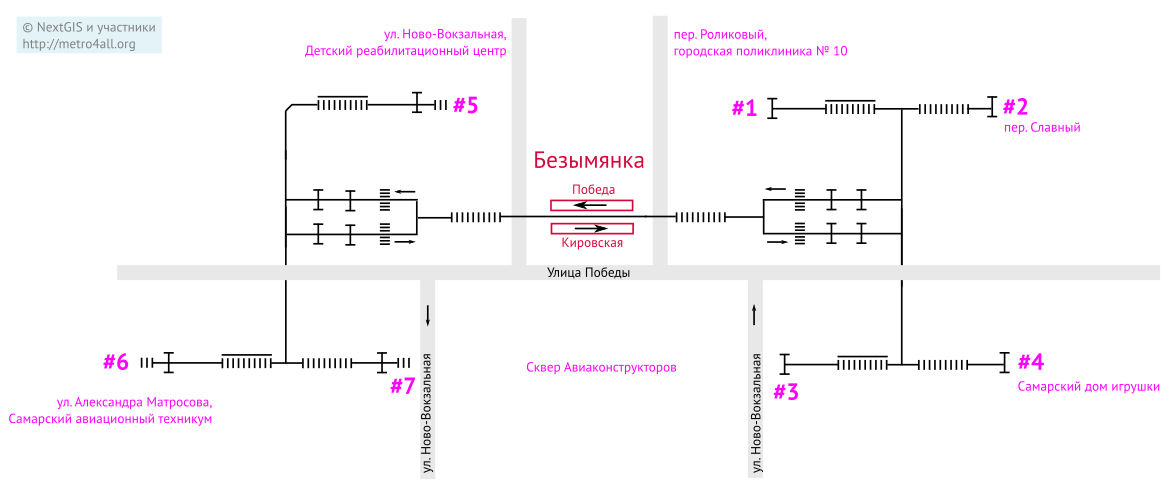 © NextGIS и участники
http://metro4all.org
ул. Ново-Вокзальная,
Детский реабилитационный центр
пер. Роликовый,
городская поликлиника № 10
#5
#1
#2
пер. Славный
Безымянка
Победа
Кировская
Улица Победы
#6
#7
ул. Александра Матросова,
Самарский авиационный техникум
ул. Ново-Вокзальная
Сквер Авиаконструкторов
ул. Ново-Вокзальная
#3
#4
Самарский дом игрушки